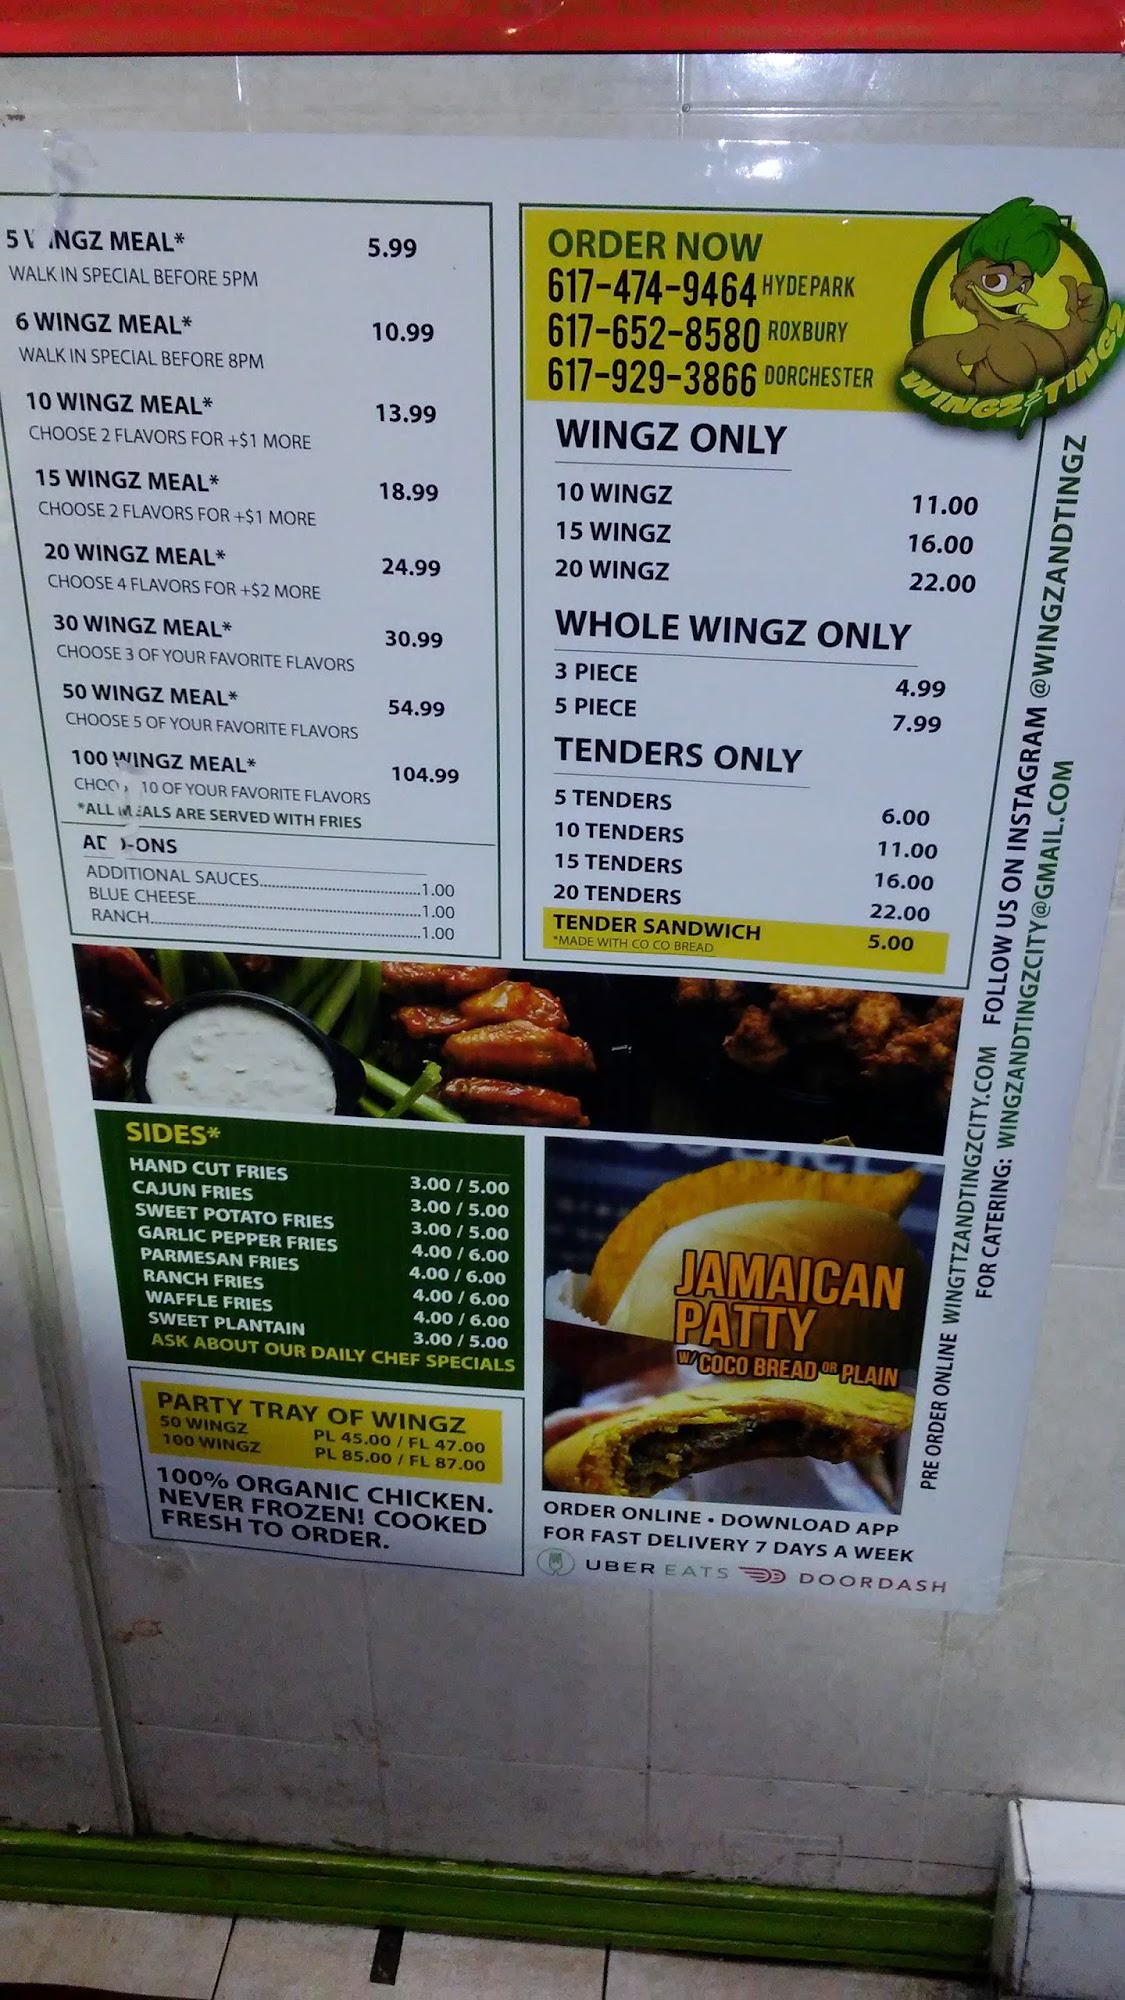 5 WINGZ MEAL* 5.99
WALK IN SPECIAL BEFORE 5PM
6 WINGZ MEAL* 10.99
WALK IN SPECIAL BEFORE 8PM
10 WINGZ MEAL* 13.99
CHOOSE 2 FLAVORS FOR +$1 MORE
15 WINGZ MEAL* 18.99
CHOOSE 2 FLAVORS FOR +$1 MORE
20 WINGZ MEAL* 24.99
CHOOSE 4 FLAVORS FOR +$2 MORE
30 WINGZ MEAL* 30.99
CHOOSE 3 OF YOUR FAVORITE FLAVORS
50 WINGZ MEAL* 54.99
CHOOSE 5 OF YOUR FAVORITE FLAVORS
100 WINGZ MEAL* 104.99
CHOOSE 10 OF YOUR FAVORITE FLAVORS
*ALL MEALS ARE SERVED WITH FRIES
ADD-ONS
ADDITIONAL SAUCES 1.00
BLUE CHEESE 1.00
RANCH 1.00
ORDER NOW
617-474-9464 HYDE PARK
617-652-8580 ROXBURY
617-929-3866 DORCHESTER
WINGZ & TINGZ
WINGZ ONLY
10 WINGZ 11.00
15 WINGZ 16.00
20 WINGZ 22.00
WHOLE WINGZ ONLY
3 PIECE 4.99
5 PIECE 7.99
TENDERS ONLY
5 TENDERS 6.00
10 TENDERS 11.00
15 TENDERS 16.00
20 TENDERS 22.00
TENDER SANDWICH 5.00
*MADE WITH CO CO BREAD
PRE ORDER ONLINE WINGTTZANDTINGZCITY.COM FOLLOW US ON INSTAGRAM @WINGZANDTINGZ
FOR CATERING: WINGZANDTINGZCITY@GMAIL.COM
SIDES*
HAND CUT FRIES 3.00 / 5.00
CAJUN FRIES 3.00 / 5.00
SWEET POTATO FRIES 3.00 / 5.00
GARLIC PEPPER FRIES 4.00 / 6.00
PARMESAN FRIES 4.00 / 6.00
RANCH FRIES 4.00 / 6.00
WAFFLE FRIES 4.00 / 6.00
SWEET PLANTAIN 3.00 / 5.00
ASK ABOUT OUR DAILY CHEF SPECIALS
PARTY TRAY OF WINGZ
50 WINGZ PL 45.00 / FL 47.00
100 WINGZ PL 85.00 / FL 87.00
100% ORGANIC CHICKEN.
NEVER FROZEN! COOKED
FRESH TO ORDER.
JAMAICAN
PATTY
W/ COCO BREAD OR PLAIN
ORDER ONLINE • DOWNLOAD APP
FOR FAST DELIVERY 7 DAYS A WEEK
UBER EATS DOORDASH